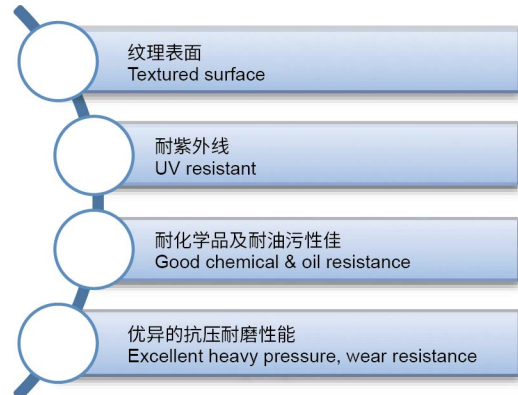 纹理表面
Textured surface
耐紫外线
UV resistant
耐化学品及耐油污性佳
Good chemical & oil resistance
优异的抗压耐磨性能
Excellent heavy pressure, wear resistance